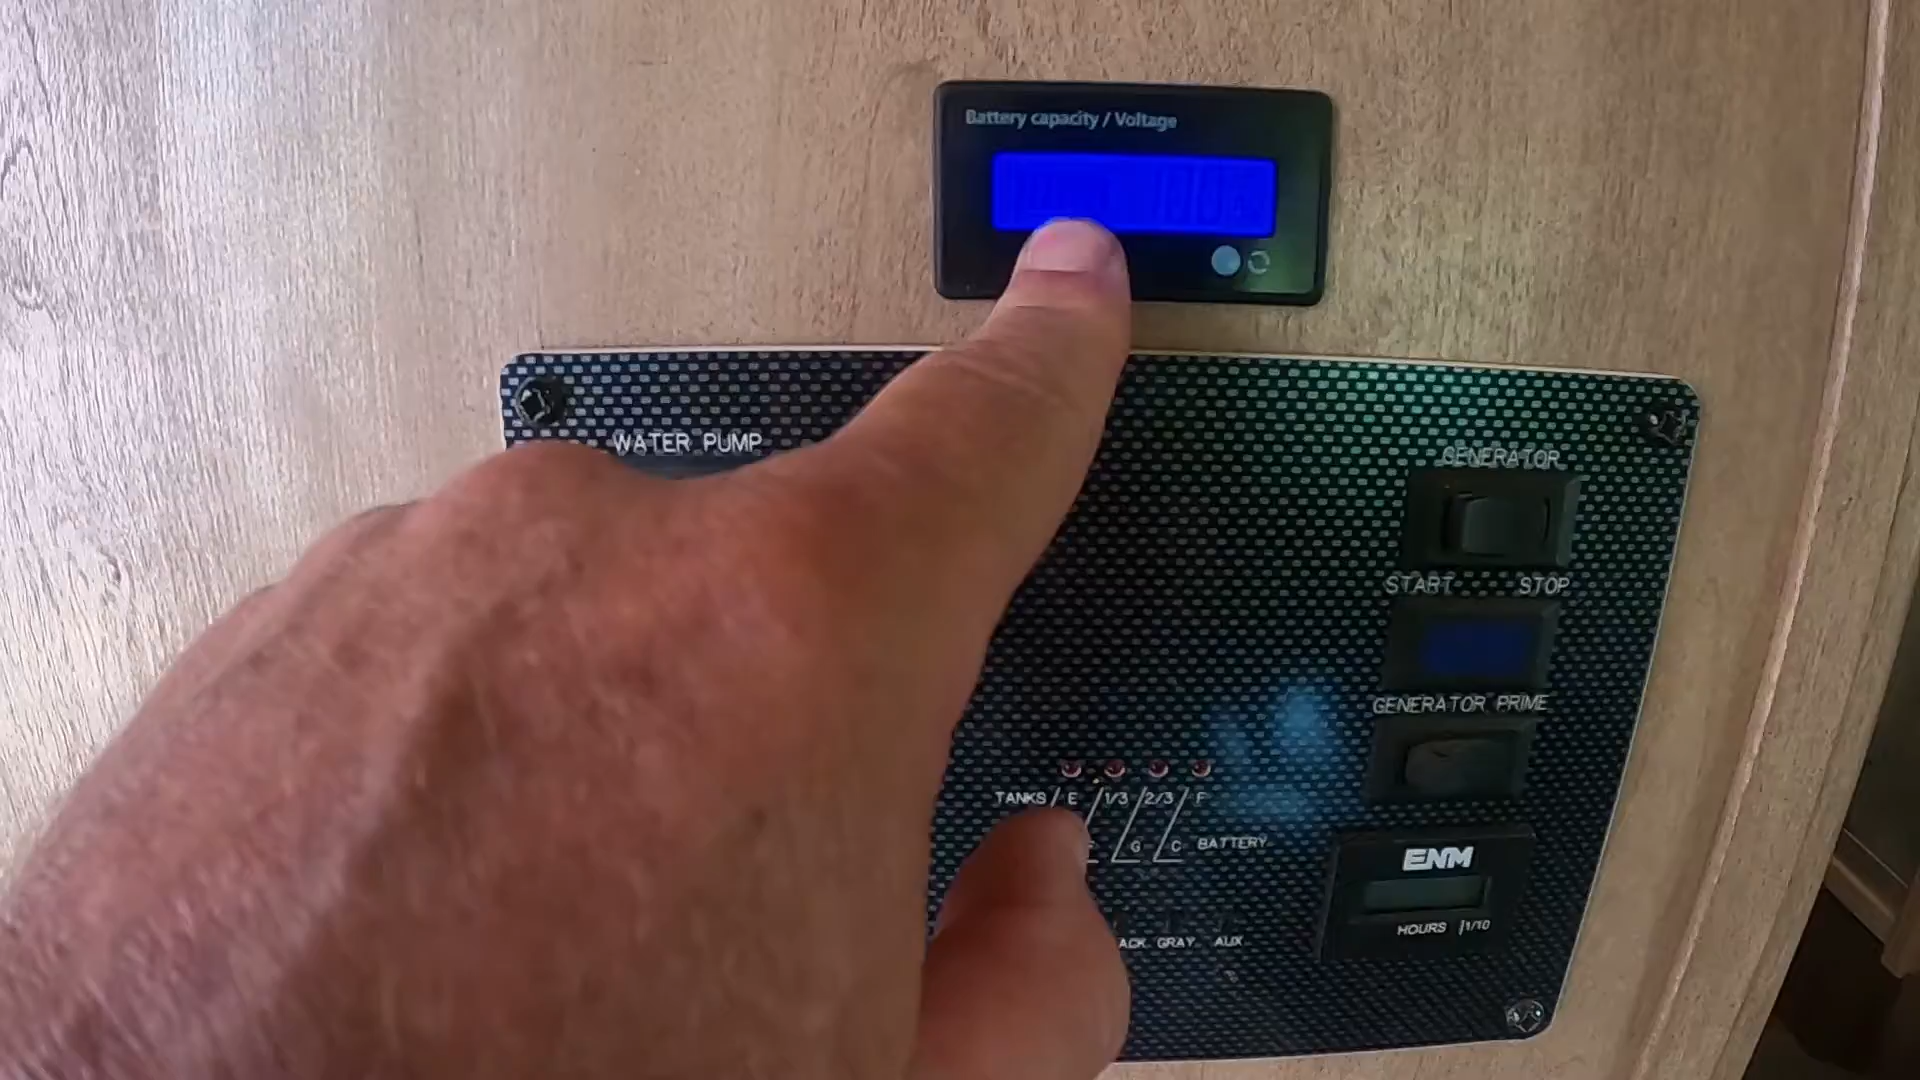 Battery capacity / Voltage
WATER PUMP
GENERATOR
START STOP
GENERATOR PRIME
TANKS E 1/3 2/3 F
G C BATTERY
ENM
HOURS 1/10
ACK GRAY AUX